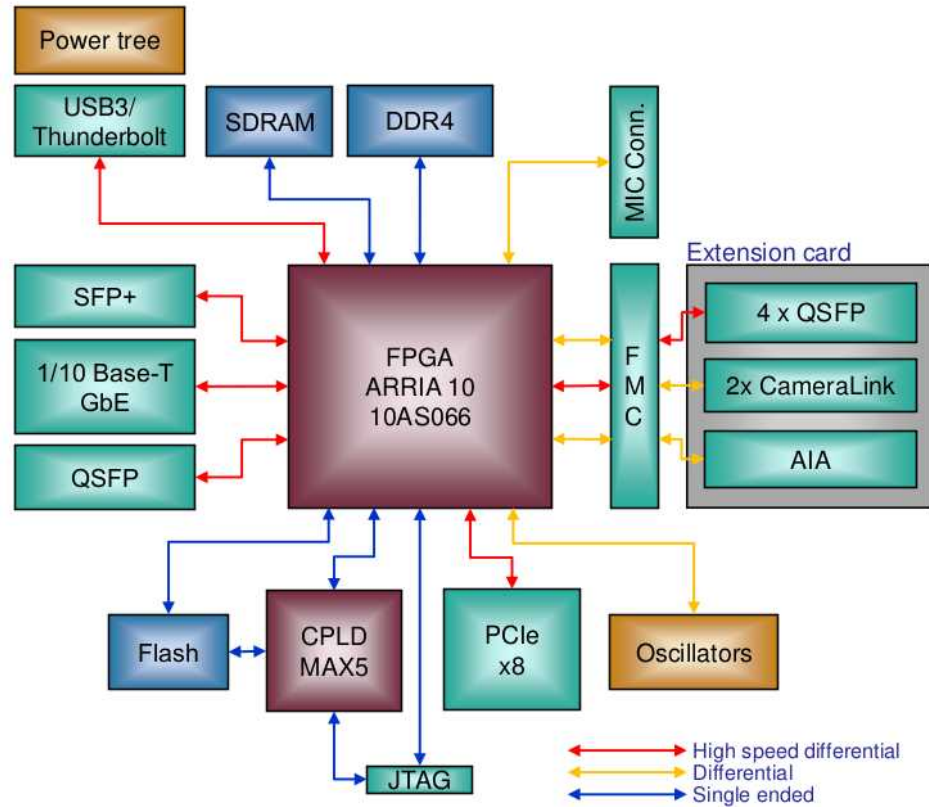 Power tree
USB3/
Thunderbolt
SDRAM
DDR4
MIC Conn.
Extension card
SFP+
1/10 Base-T
GbE
QSFP
FPGA
ARRIA 10
10AS066
F
M
C
4 x QSFP
2x CameraLink
AIA
Flash
CPLD
MAX5
PCIe
x8
Oscillators
JTAG
High speed differential
Differential
Single ended